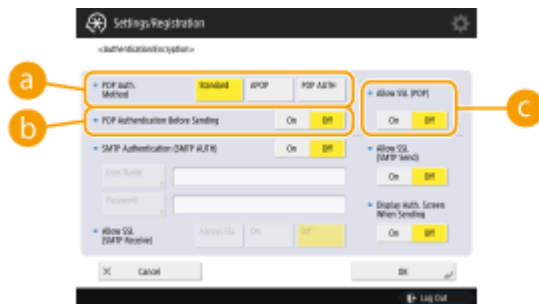 Settings/Registration
<Authentication/Encryption>
a
POP Auth.
Method
Standard
APOP
POP AUTH
b
POP Authentication Before Sending
On
Off
SMTP Authentication (SMTP AUTH)
On
Off
User Name
Password
Allow SSL
(SMTP Receive)
Always SSL
On
Off
Allow SSL (POP)
c
On
Off
Allow SSL
(SMTP Send)
On
Off
Display Auth. Screen
When Sending
On
Off
Cancel
OK
Log Out